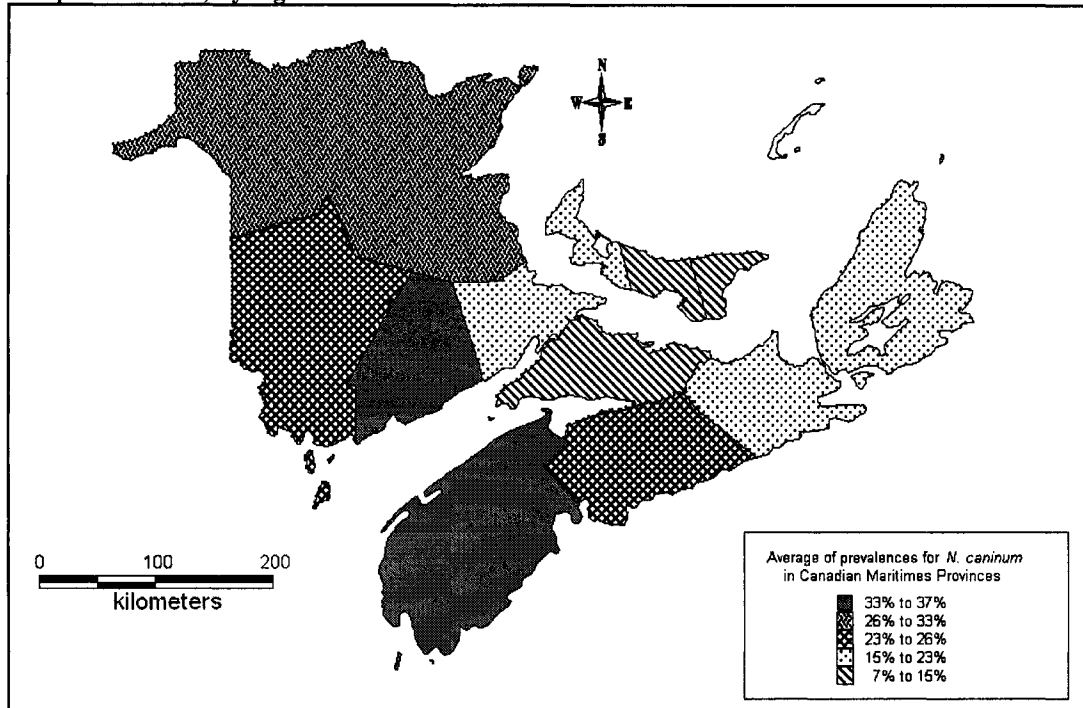 N
W E
S
0 100 200
kilometers
Average of prevalences for N. caninum
in Canadian Maritimes Provinces
33% to 37%
26% to 33%
23% to 26%
15% to 23%
7% to 15%